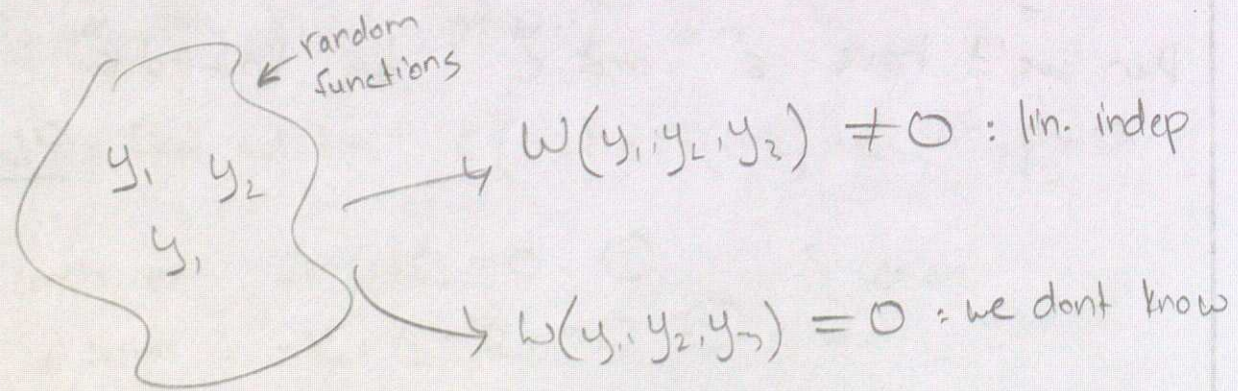 random
functions
y₁ y₂
y₁
W(y₁, y₂, y₃) ≠ 0 : lin. indep
W(y₁, y₂, y₃) = 0 : we dont know